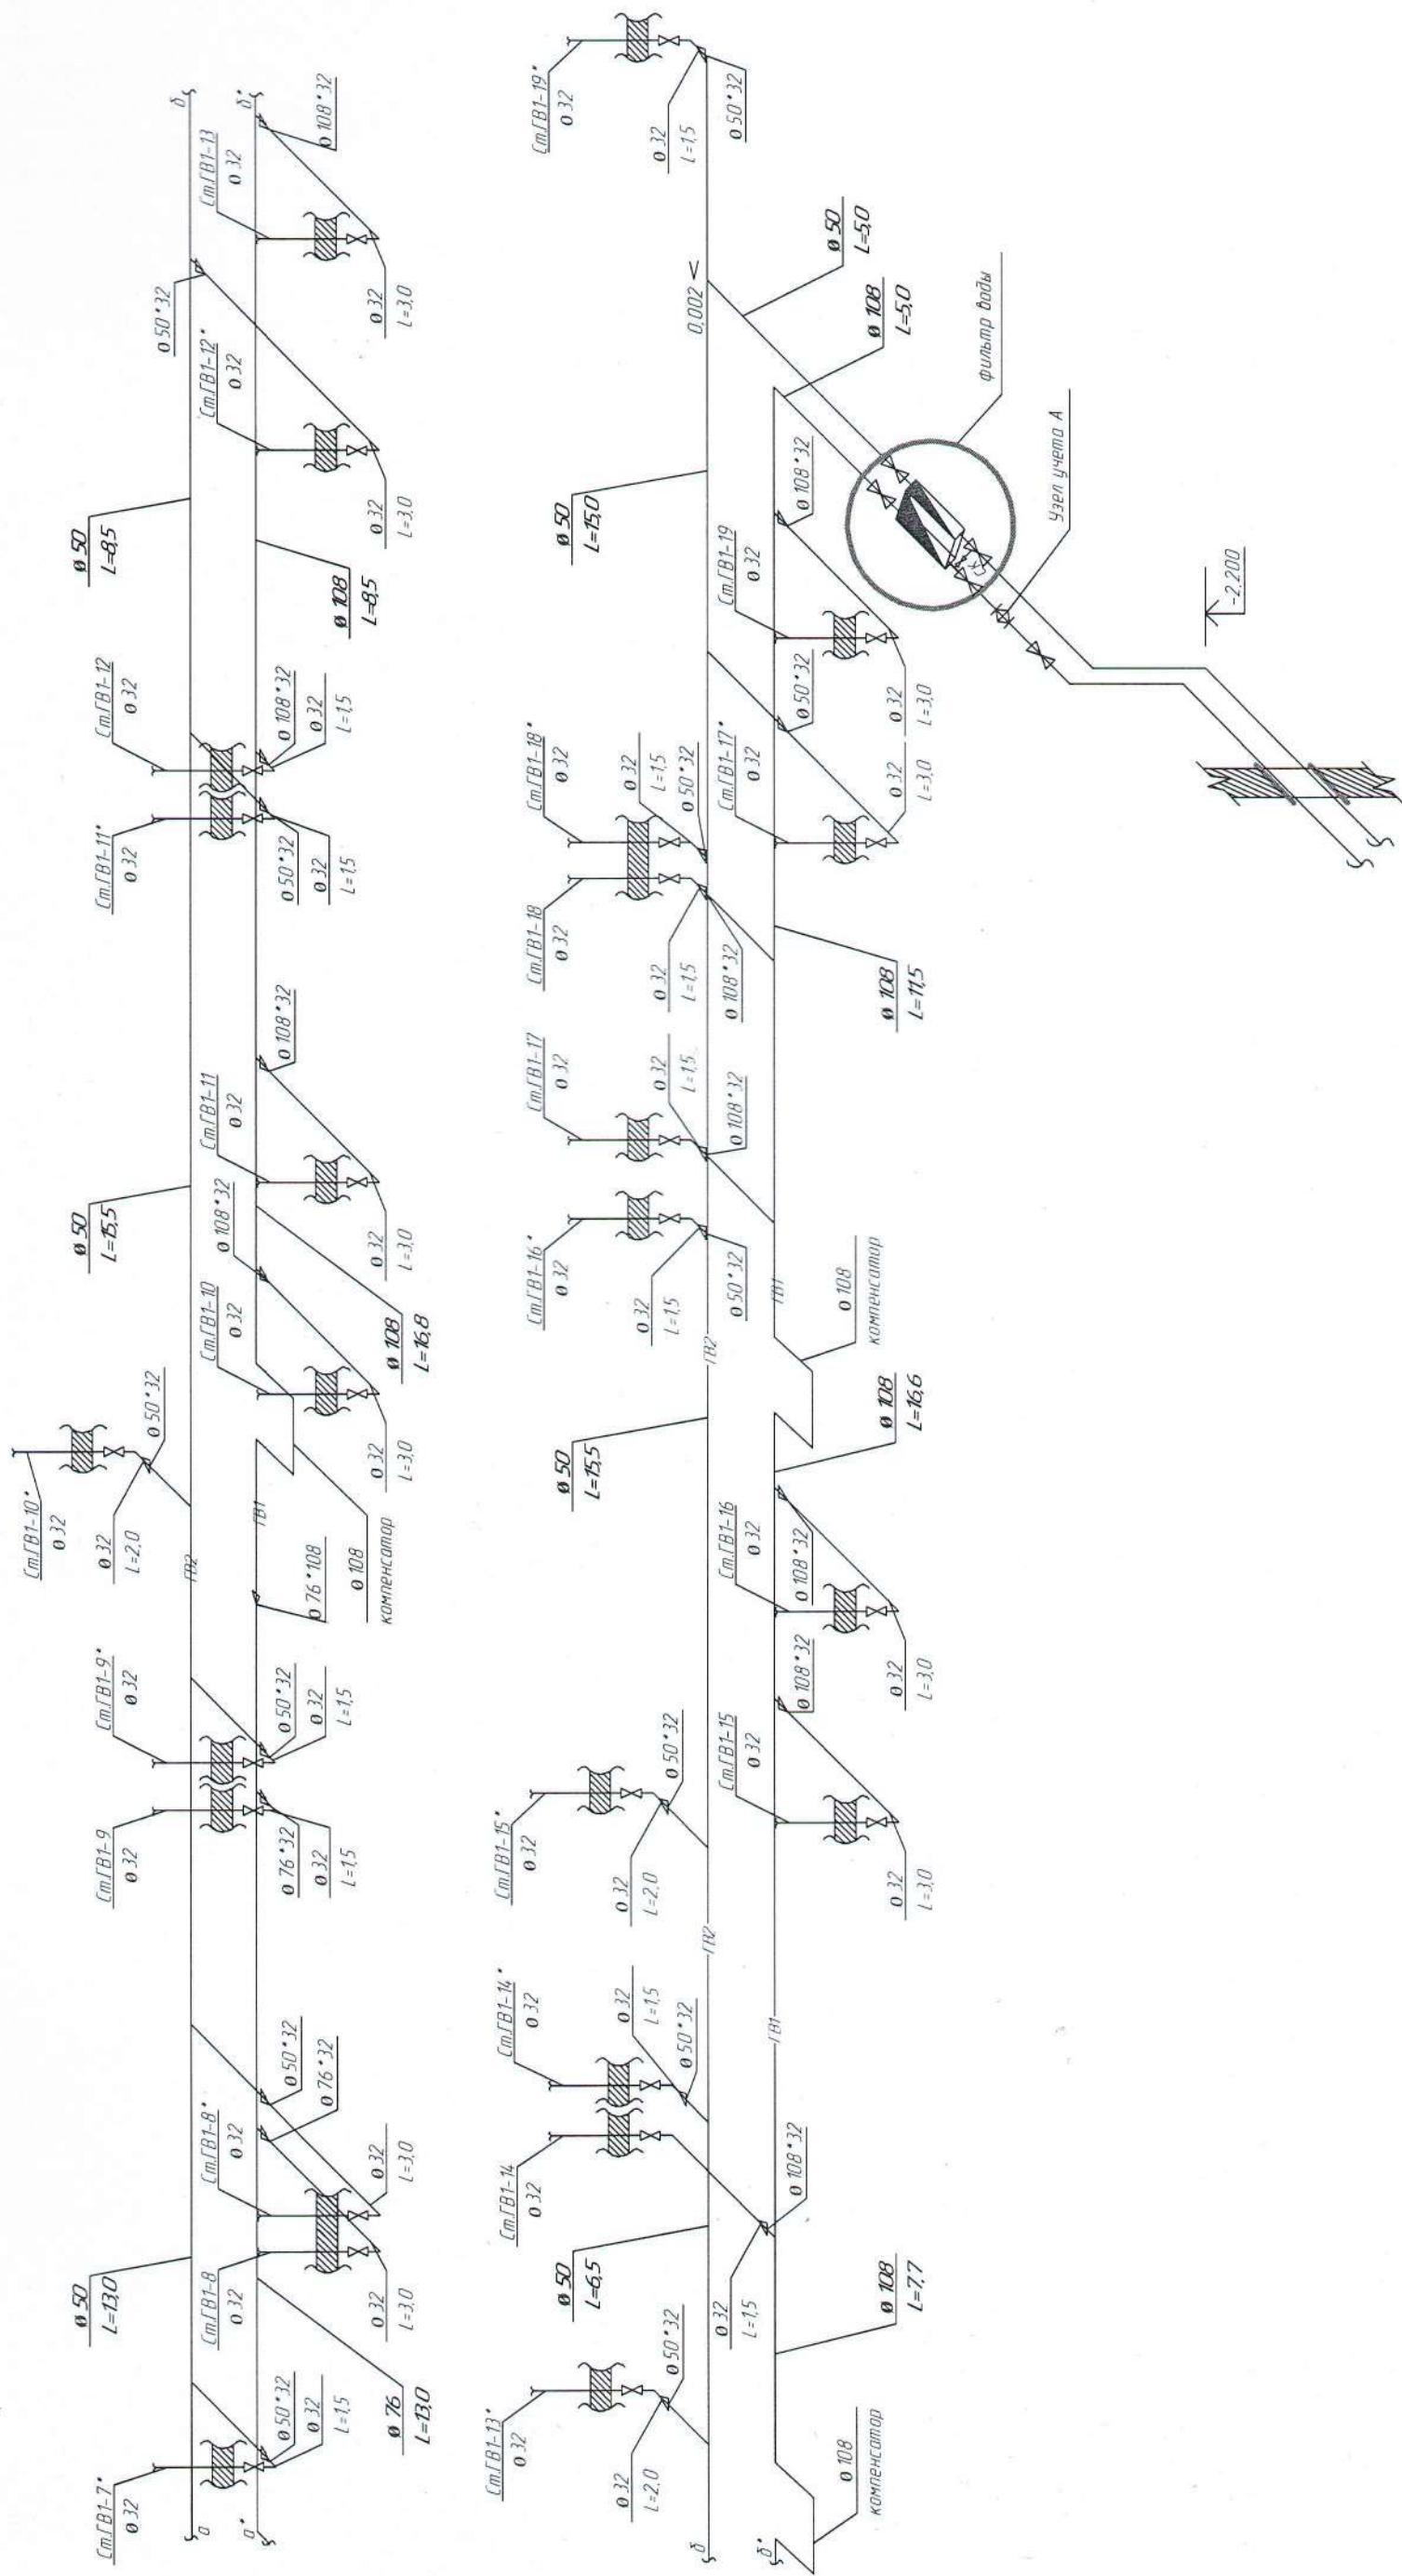 Ст.ГВ1-7*
ø 32
а
а*
ø 50*32
ø 32
L=1,5
ø 50
L=13,0
ø 76
L=13,0
Ст.ГВ1-8
ø 32
ø 32
L=3,0
Ст.ГВ1-8*
ø 32
ø 32
L=3,0
ø 50*32
ø 76*32
Ст.ГВ1-9
ø 32
ø 76*32
ø 32
L=1,5
Ст.ГВ1-9*
ø 32
ø 50*32
ø 32
L=1,5
ГВ2
ГВ1
ø 76*108
ø 108
компенсатор
Ст.ГВ1-10*
ø 32
ø 32
L=2,0
ø 50*32
Ст.ГВ1-10
ø 32
ø 32
L=3,0
ø 108*32
ø 108
L=16,8
ø 50
L=15,5
Ст.ГВ1-11
ø 32
ø 32
L=3,0
ø 108*32
Ст.ГВ1-11*
ø 32
ø 50*32
ø 32
L=1,5
Ст.ГВ1-12
ø 32
ø 108*32
ø 32
L=1,5
ø 50
L=8,5
ø 108
L=8,5
Ст.ГВ1-12*
ø 32
ø 32
L=3,0
ø 50*32
Ст.ГВ1-13
ø 32
ø 32
L=3,0
ø 108*32
б
б*
б
б*
Ст.ГВ1-13*
ø 32
ø 32
L=2,0
ø 50*32
ø 108
компенсатор
ø 50
L=6,5
ø 108
L=7,7
Ст.ГВ1-14
ø 32
ø 32
L=1,5
ø 108*32
Ст.ГВ1-14*
ø 32
ø 32
L=1,5
ø 50*32
ГВ2
ГВ1
Ст.ГВ1-15*
ø 32
ø 32
L=2,0
ø 50*32
Ст.ГВ1-15
ø 32
ø 32
L=3,0
ø 108*32
Ст.ГВ1-16
ø 32
ø 32
L=3,0
ø 108*32
ø 50
L=15,5
ø 108
L=16,6
ø 108
компенсатор
ГВ2
ГВ1
Ст.ГВ1-16*
ø 32
ø 32
L=1,5
ø 50*32
Ст.ГВ1-17
ø 32
ø 32
L=1,5
ø 108*32
Ст.ГВ1-18
ø 32
ø 32
L=1,5
ø 108*32
Ст.ГВ1-18*
ø 32
ø 32
L=1,5
ø 50*32
ø 108
L=11,5
Ст.ГВ1-17*
ø 32
ø 32
L=3,0
ø 50*32
Ст.ГВ1-19
ø 32
ø 32
L=3,0
ø 108*32
ø 50
L=15,0
0,002 <
ø 108
L=5,0
ø 50
L=5,0
Ст.ГВ1-19*
ø 32
ø 32
L=1,5
ø 50*32
фильтр воды
СК
Узел учета А
-2,200